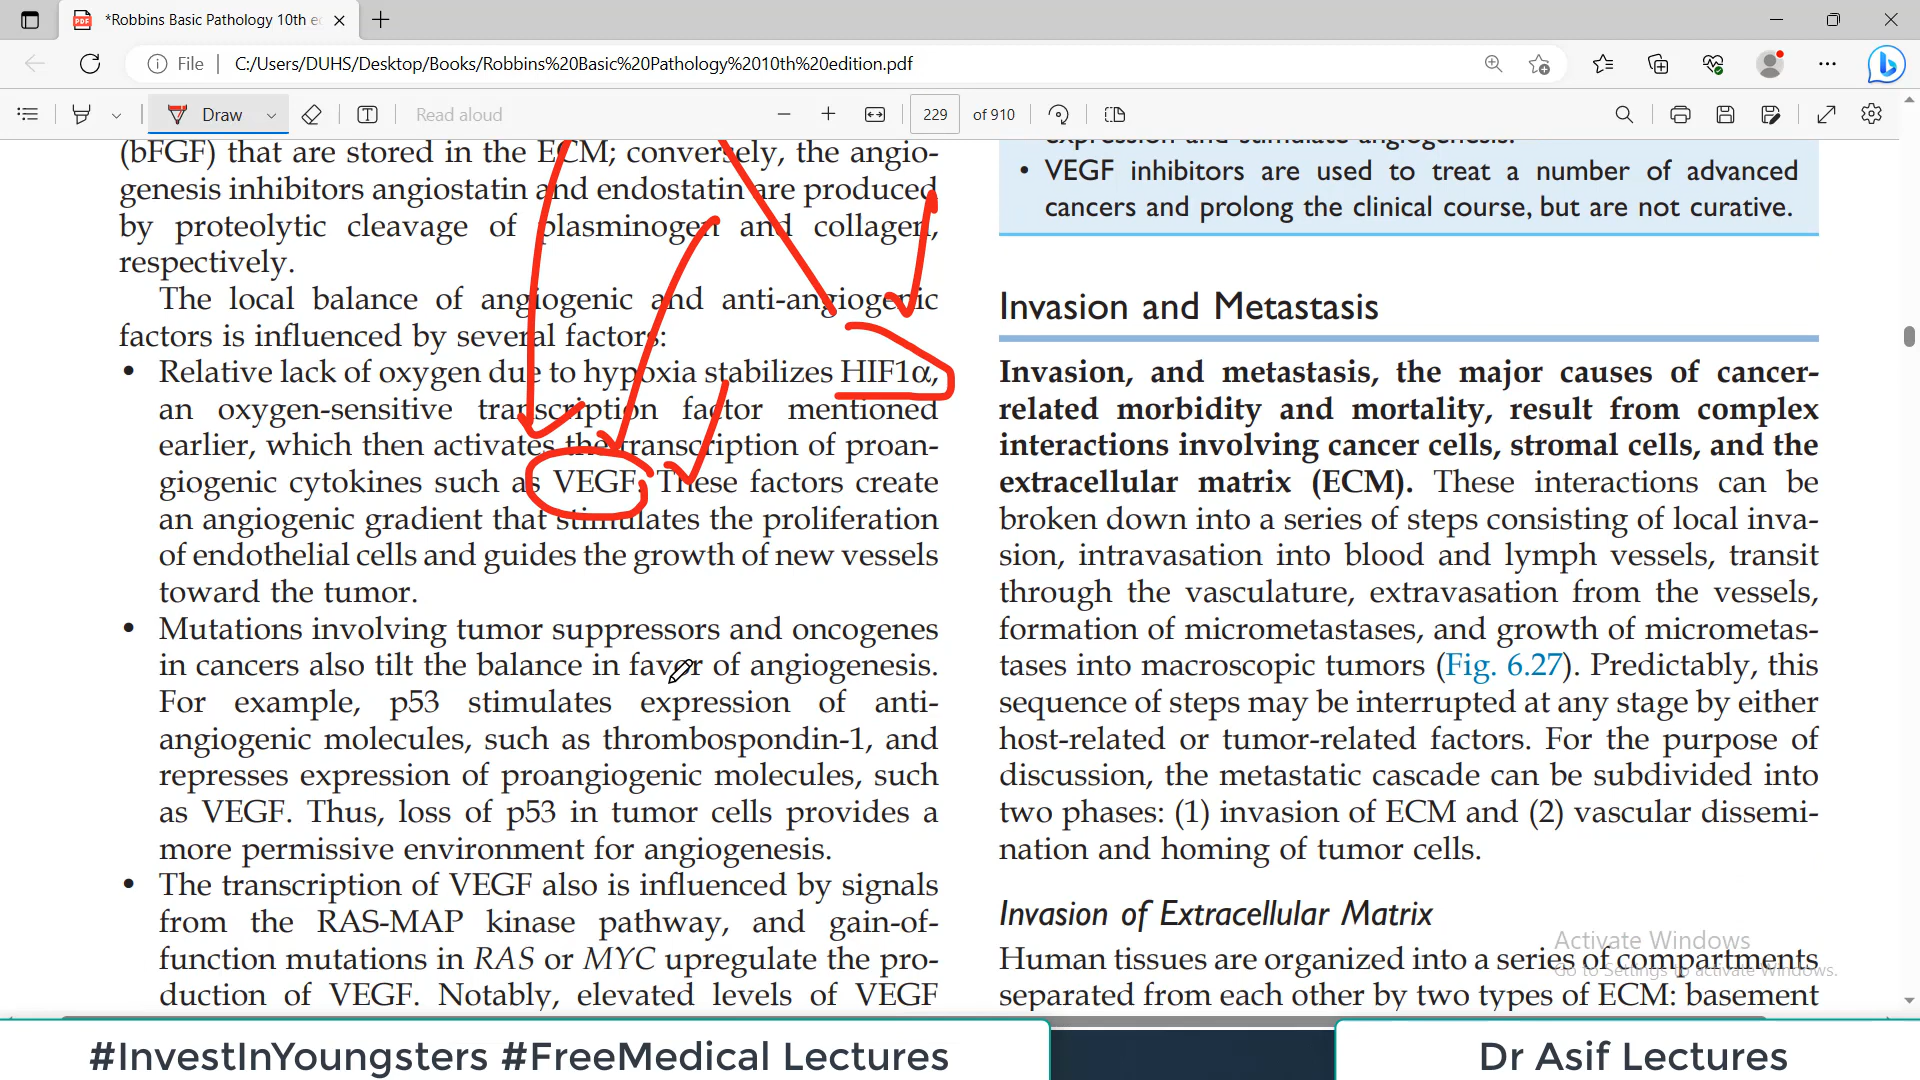 *Robbins Basic Pathology 10th e
File
C:/Users/DUHS/Desktop/Books/Robbins%20Basic%20Pathology%2010th%20edition.pdf
Draw
Read aloud
229
of 910
(bFGF) that are stored in the ECM; conversely, the angio-
genesis inhibitors angiostatin and endostatin are produced
by proteolytic cleavage of plasminogen and collagen,
respectively.
The local balance of angiogenic and anti-angiogenic
factors is influenced by several factors:
• Relative lack of oxygen due to hypoxia stabilizes HIF1α,
an oxygen-sensitive transcription factor mentioned
earlier, which then activates the transcription of proan-
giogenic cytokines such as VEGF. These factors create
an angiogenic gradient that stimulates the proliferation
of endothelial cells and guides the growth of new vessels
toward the tumor.
• Mutations involving tumor suppressors and oncogenes
in cancers also tilt the balance in favor of angiogenesis.
For example, p53 stimulates expression of anti-
angiogenic molecules, such as thrombospondin-1, and
represses expression of proangiogenic molecules, such
as VEGF. Thus, loss of p53 in tumor cells provides a
more permissive environment for angiogenesis.
• The transcription of VEGF also is influenced by signals
from the RAS-MAP kinase pathway, and gain-of-
function mutations in RAS or MYC upregulate the pro-
duction of VEGF. Notably, elevated levels of VEGF
expression and stimulate angiogenesis.
• VEGF inhibitors are used to treat a number of advanced
cancers and prolong the clinical course, but are not curative.
Invasion and Metastasis
Invasion, and metastasis, the major causes of cancer-
related morbidity and mortality, result from complex
interactions involving cancer cells, stromal cells, and the
extracellular matrix (ECM). These interactions can be
broken down into a series of steps consisting of local inva-
sion, intravasation into blood and lymph vessels, transit
through the vasculature, extravasation from the vessels,
formation of micrometastases, and growth of micrometas-
tases into macroscopic tumors (Fig. 6.27). Predictably, this
sequence of steps may be interrupted at any stage by either
host-related or tumor-related factors. For the purpose of
discussion, the metastatic cascade can be subdivided into
two phases: (1) invasion of ECM and (2) vascular dissemi-
nation and homing of tumor cells.
Invasion of Extracellular Matrix
Human tissues are organized into a series of compartments
separated from each other by two types of ECM: basement
Activate Windows
Go to Settings to activate Windows.
#InvestInYoungsters #FreeMedical Lectures
Dr Asif Lectures